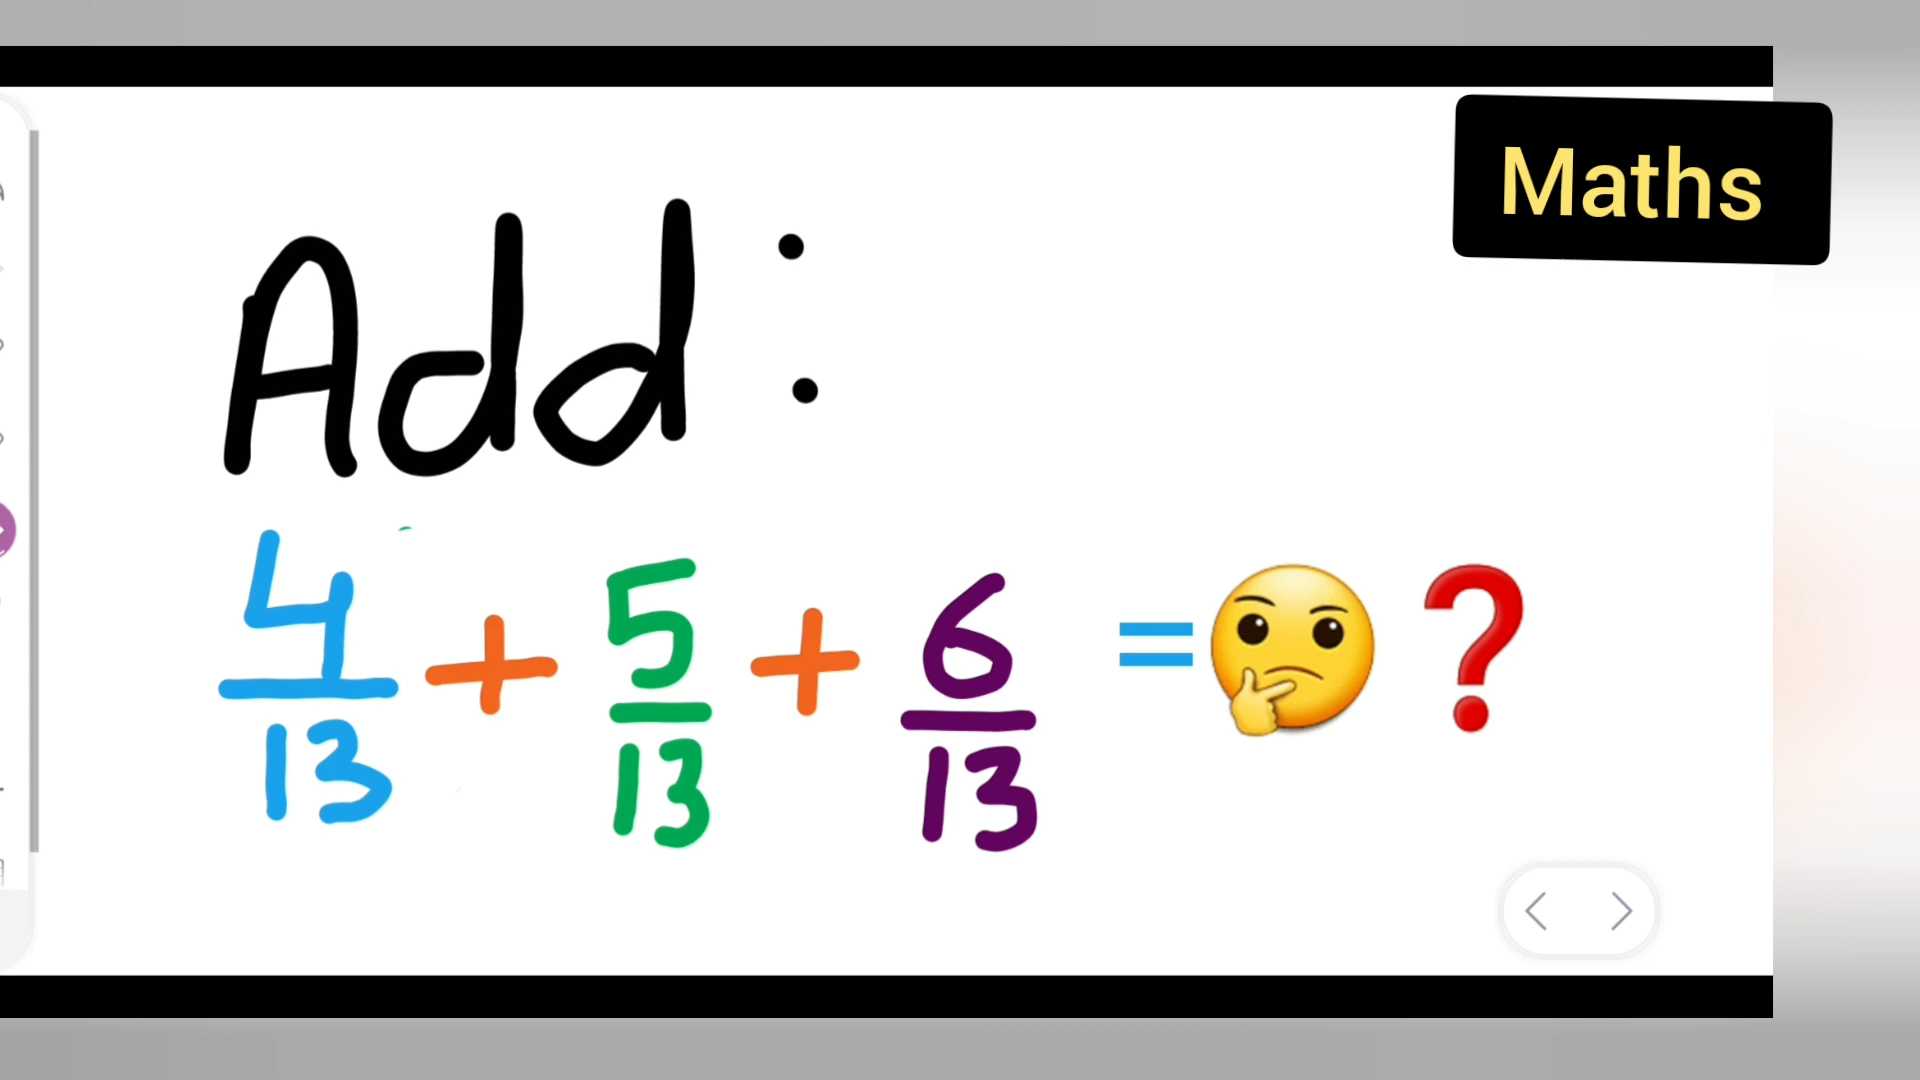 Maths
Add:
4/13 + 5/13 + 6/13 = 🤔 ❓